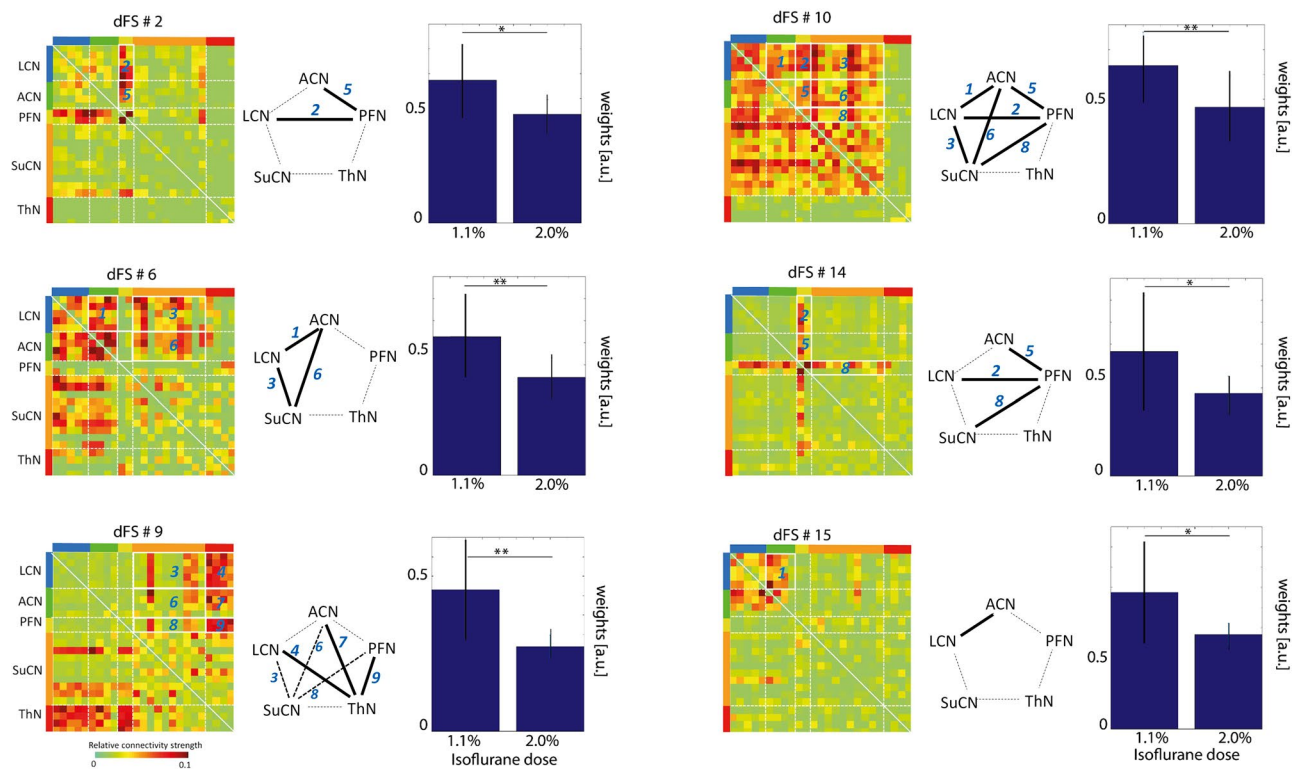 dFS # 2
LCN
ACN
PFN
SuCN
ThN
2
5
ACN
5
LCN
2
PFN
SuCN
ThN
*
0.5
0
weights [a.u.]
1.1%
2.0%
dFS # 10
1
2
3
5
6
8
ACN
1
5
LCN
2
PFN
3
6
8
SuCN
ThN
**
0.5
0
weights [a.u.]
1.1%
2.0%
dFS # 6
LCN
ACN
PFN
SuCN
ThN
1
3
6
ACN
1
LCN
PFN
3
6
SuCN
ThN
**
0.5
0
weights [a.u.]
1.1%
2.0%
dFS # 14
2
5
8
ACN
5
LCN
2
PFN
8
SuCN
ThN
*
0.5
0
weights [a.u.]
1.1%
2.0%
dFS # 9
LCN
ACN
PFN
SuCN
ThN
3
4
6
7
8
9
Relative connectivity strength
0
0.1
ACN
6
7
LCN
4
PFN
3
8
9
SuCN
ThN
**
0.5
0
weights [a.u.]
1.1%
2.0%
Isoflurane dose
dFS # 15
1
ACN
LCN
PFN
SuCN
ThN
*
0.5
0
weights [a.u.]
1.1%
2.0%
Isoflurane dose